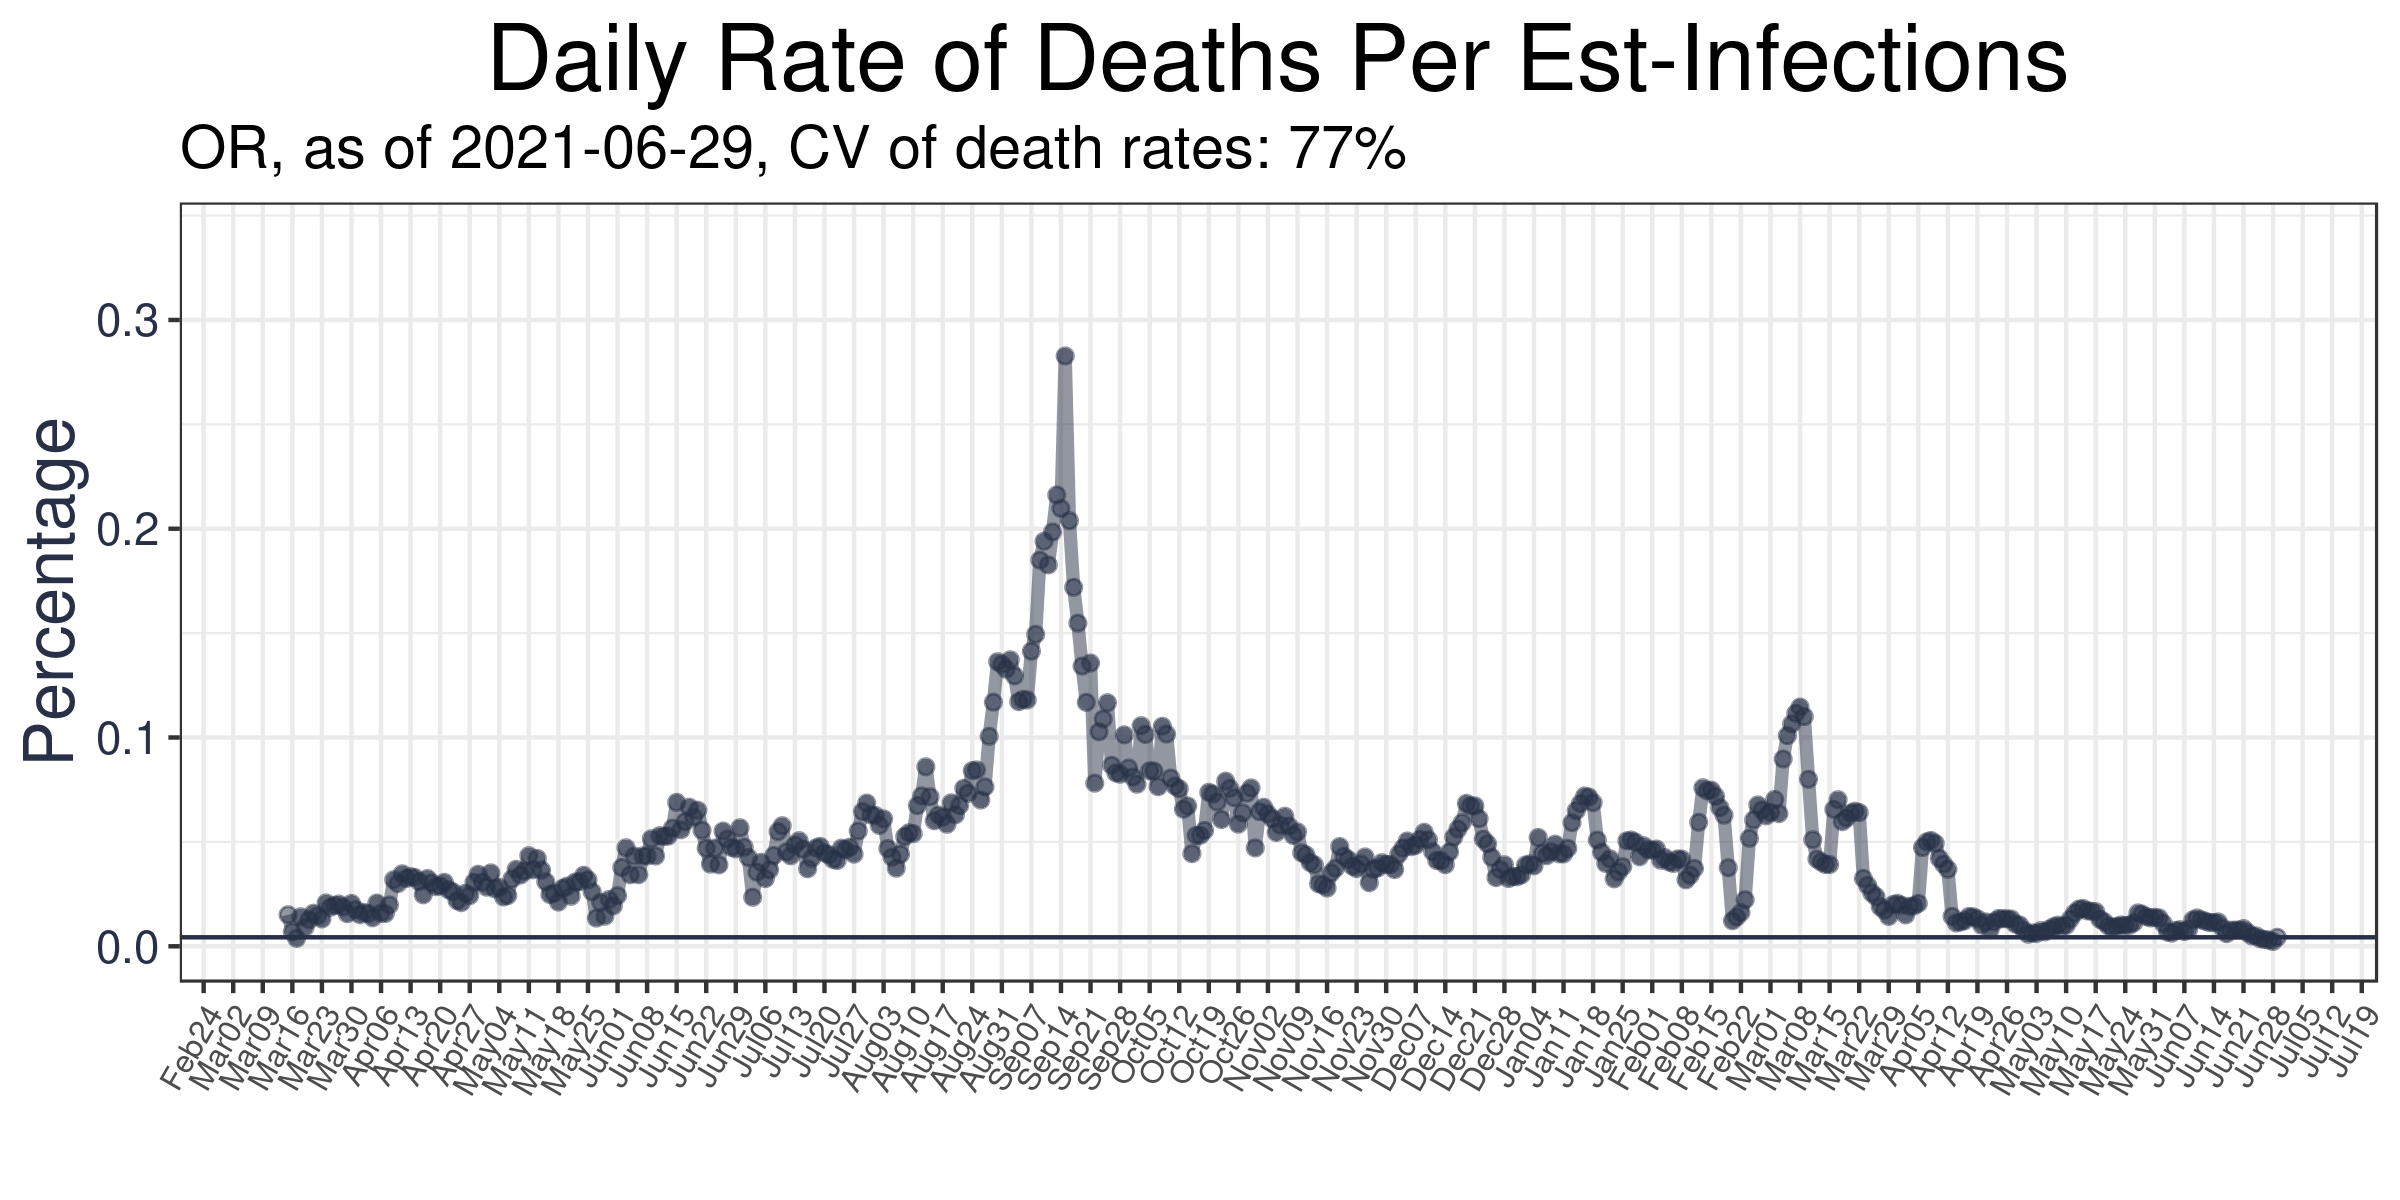 Daily Rate of Deaths Per Est-Infections
OR, as of 2021-06-29, CV of death rates: 77%
Percentage
0.3
0.2
0.1
0.0
Feb24
Mar02
Mar09
Mar16
Mar23
Mar30
Apr06
Apr13
Apr20
Apr27
May04
May11
May18
May25
Jun01
Jun08
Jun15
Jun22
Jun29
Jul06
Jul13
Jul20
Jul27
Aug03
Aug10
Aug17
Aug24
Aug31
Sep07
Sep14
Sep21
Sep28
Oct05
Oct12
Oct19
Oct26
Nov02
Nov09
Nov16
Nov23
Nov30
Dec07
Dec14
Dec21
Dec28
Jan04
Jan11
Jan18
Jan25
Feb01
Feb08
Feb15
Feb22
Mar01
Mar08
Mar15
Mar22
Mar29
Apr05
Apr12
Apr19
Apr26
May03
May10
May17
May24
May31
Jun07
Jun14
Jun21
Jun28
Jul05
Jul12
Jul19